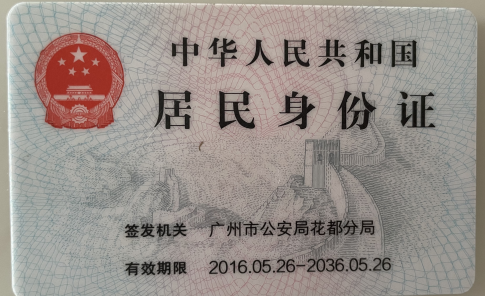 中华人民共和国
居民身份证
签发机关 广州市公安局花都分局
有效期限 2016.05.26-2036.05.26